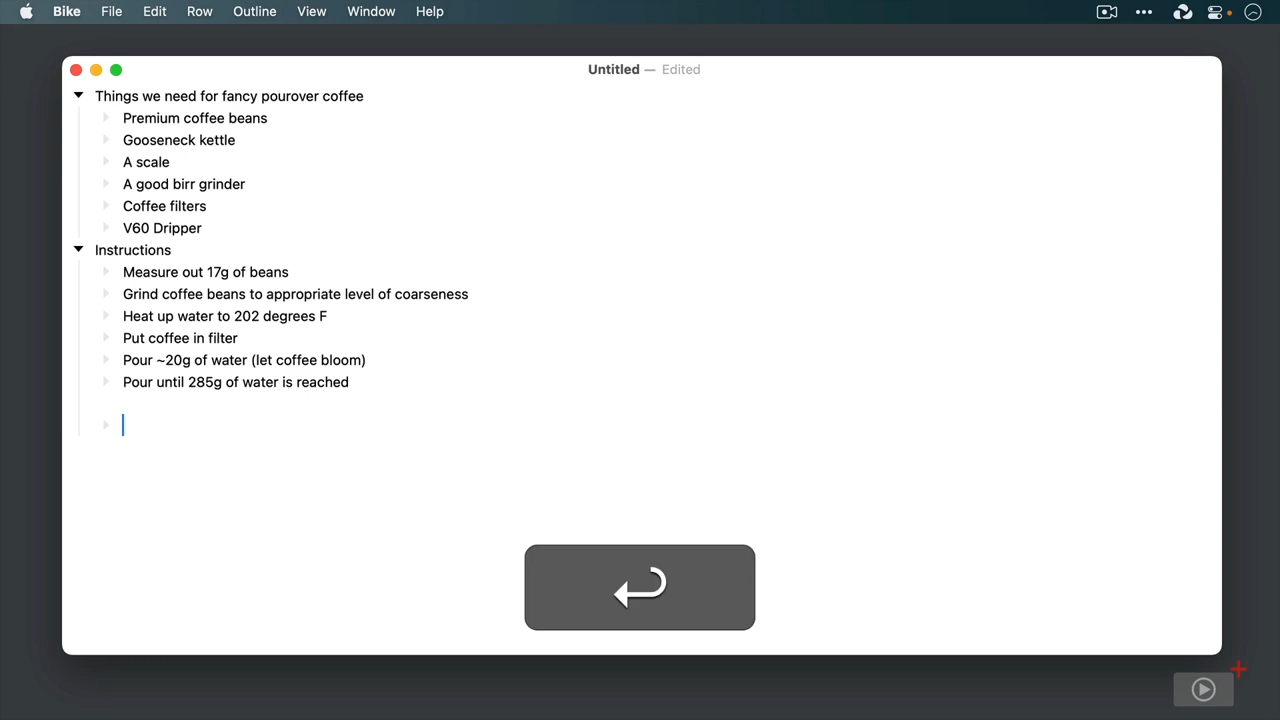 Bike File Edit Row Outline View Window Help
Untitled — Edited
Things we need for fancy pourover coffee
Premium coffee beans
Gooseneck kettle
A scale
A good birr grinder
Coffee filters
V60 Dripper
Instructions
Measure out 17g of beans
Grind coffee beans to appropriate level of coarseness
Heat up water to 202 degrees F
Put coffee in filter
Pour ~20g of water (let coffee bloom)
Pour until 285g of water is reached